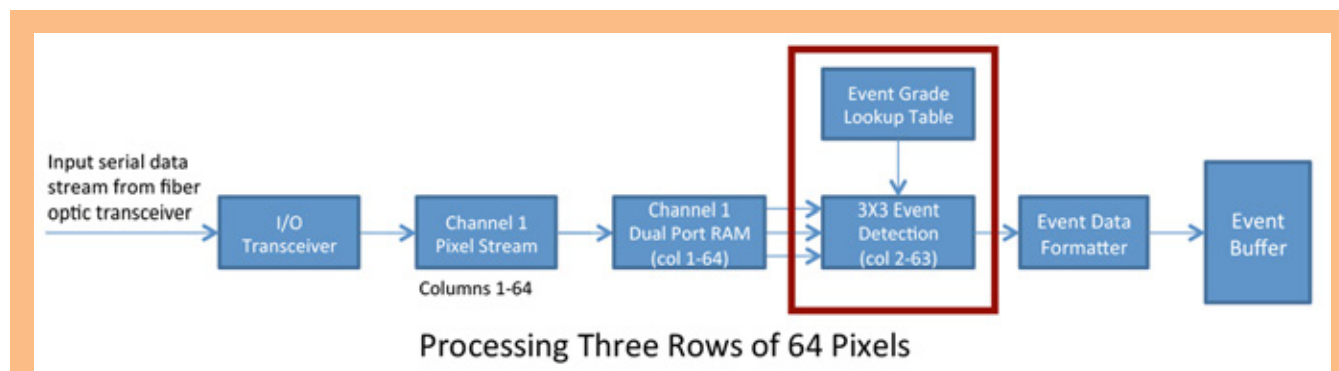 Event Grade
Lookup Table
Input serial data
stream from fiber
optic transceiver
I/O
Transceiver
Channel 1
Pixel Stream
Columns 1-64
Channel 1
Dual Port RAM
(col 1-64)
3X3 Event
Detection
(col 2-63)
Event Data
Formatter
Event
Buffer
Processing Three Rows of 64 Pixels